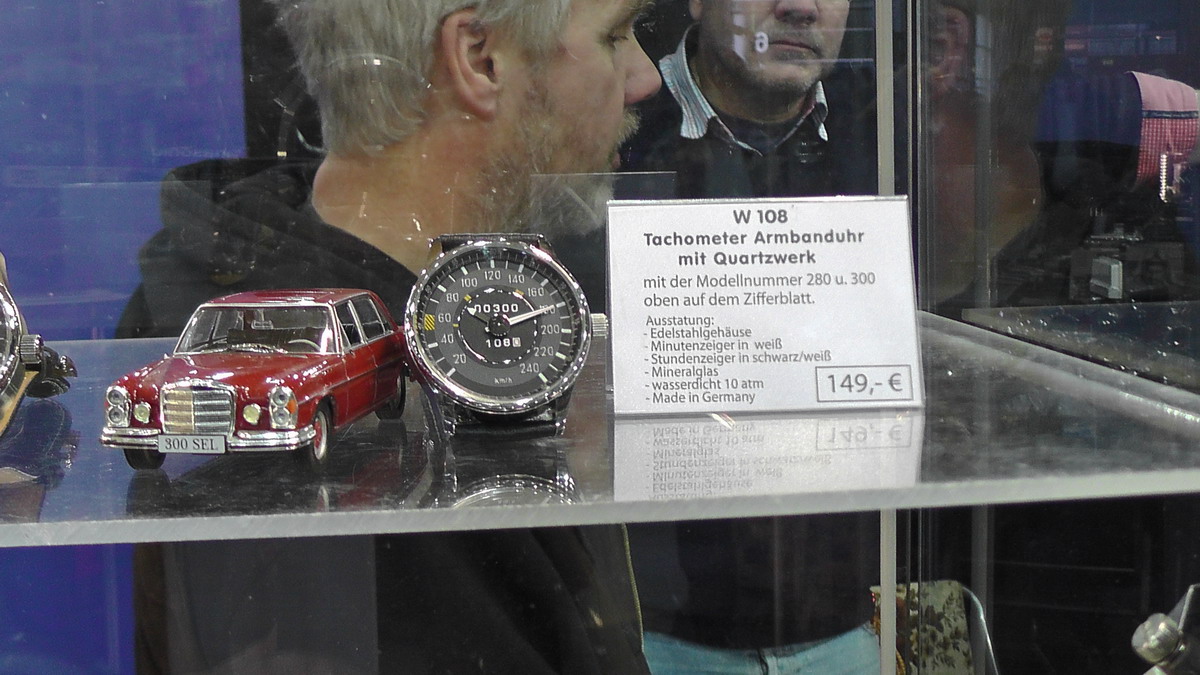 W 108
Tachometer Armbanduhr
mit Quartzwerk
mit der Modellnummer 280 u. 300
oben auf dem Zifferblatt.
Ausstatung:
- Edelstahlgehäuse
- Minutenzeiger in weiß
- Stundenzeiger in schwarz/weiß
- Mineralglas
- wasserdicht 10 atm
- Made in Germany
149,- €
300 SEL
20
40
60
80
100
120
140
160
200
220
240
00300
108
km/h